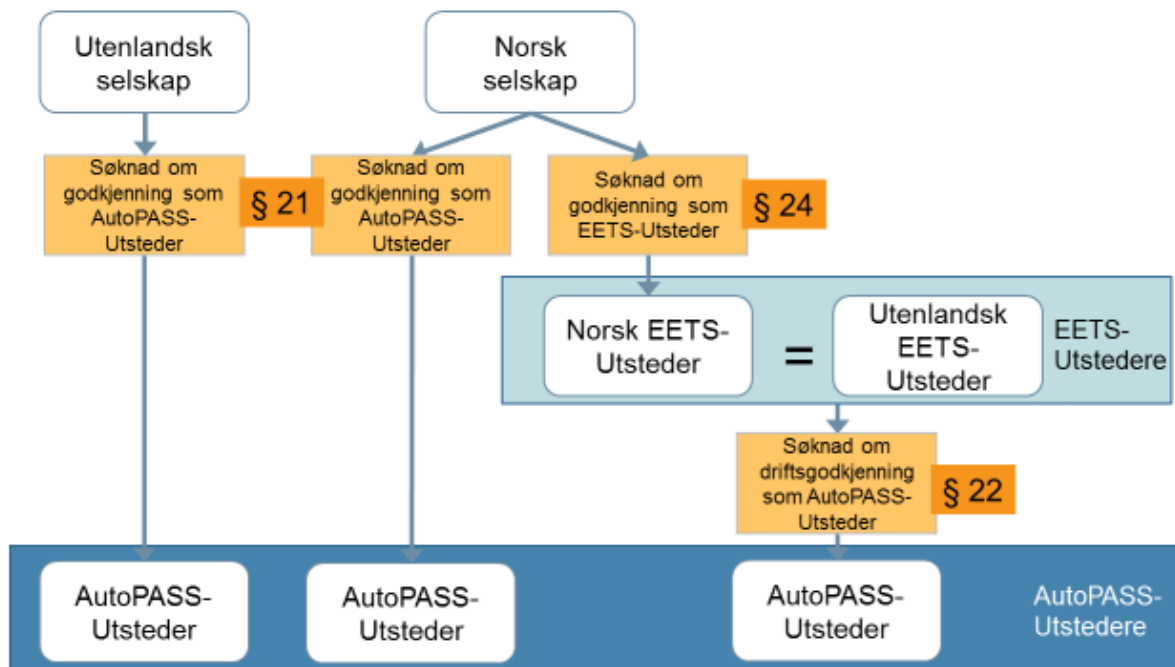 Utenlandsk
selskap
Norsk
selskap
Søknad om
godkjenning som
AutoPASS-
Utsteder
§ 21
Søknad om
godkjenning som
AutoPASS-
Utsteder
Søknad om
godkjenning som
EETS-Utsteder
§ 24
Norsk EETS-
Utsteder
=
Utenlandsk
EETS-
Utsteder
EETS-
Utstedere
Søknad om
driftsgodkjenning
som AutoPASS-
Utsteder
§ 22
AutoPASS-
Utsteder
AutoPASS-
Utsteder
AutoPASS-
Utsteder
AutoPASS-
Utstedere